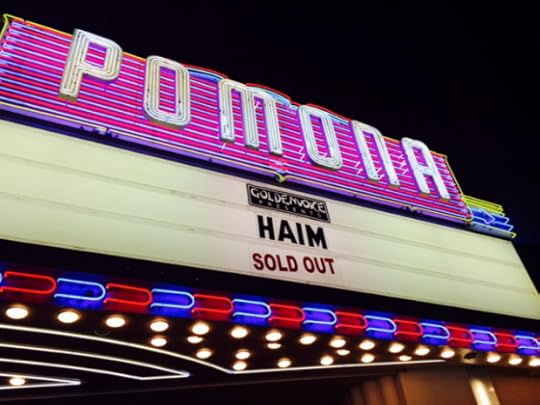 POMONA
GOLDENVOICE
PRESENTS
HAIM
SOLD OUT